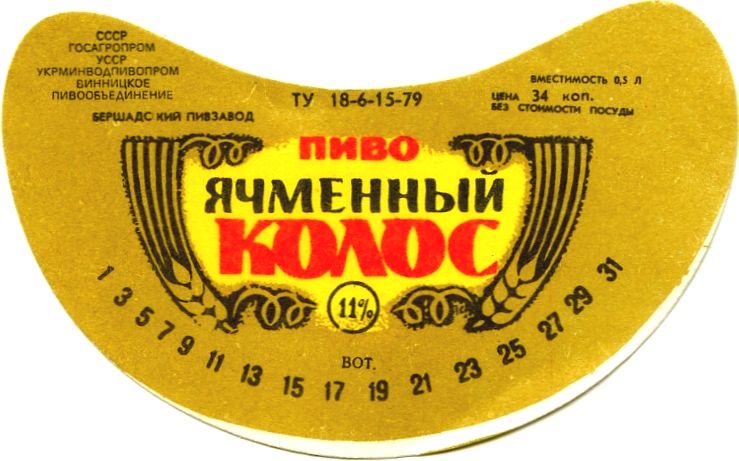 СССР
ГОСАГРОПРОМ
УССР
УКРМИНВОДПИВОПРОМ
ВИННИЦКОЕ
ПИВООБЪЕДИНЕНИЕ
БЕРШАДСКИЙ ПИВЗАВОД
ТУ 18-6-15-79
ВМЕСТИМОСТЬ 0,5 Л
ЦЕНА 34 КОП.
БЕЗ СТОИМОСТИ ПОСУДЫ
ПИВО
ЯЧМЕННЫЙ
КОЛОС
11%
ВОТ.
1 3 5 7 9 11 13 15 17 19 21 23 25 27 29 31